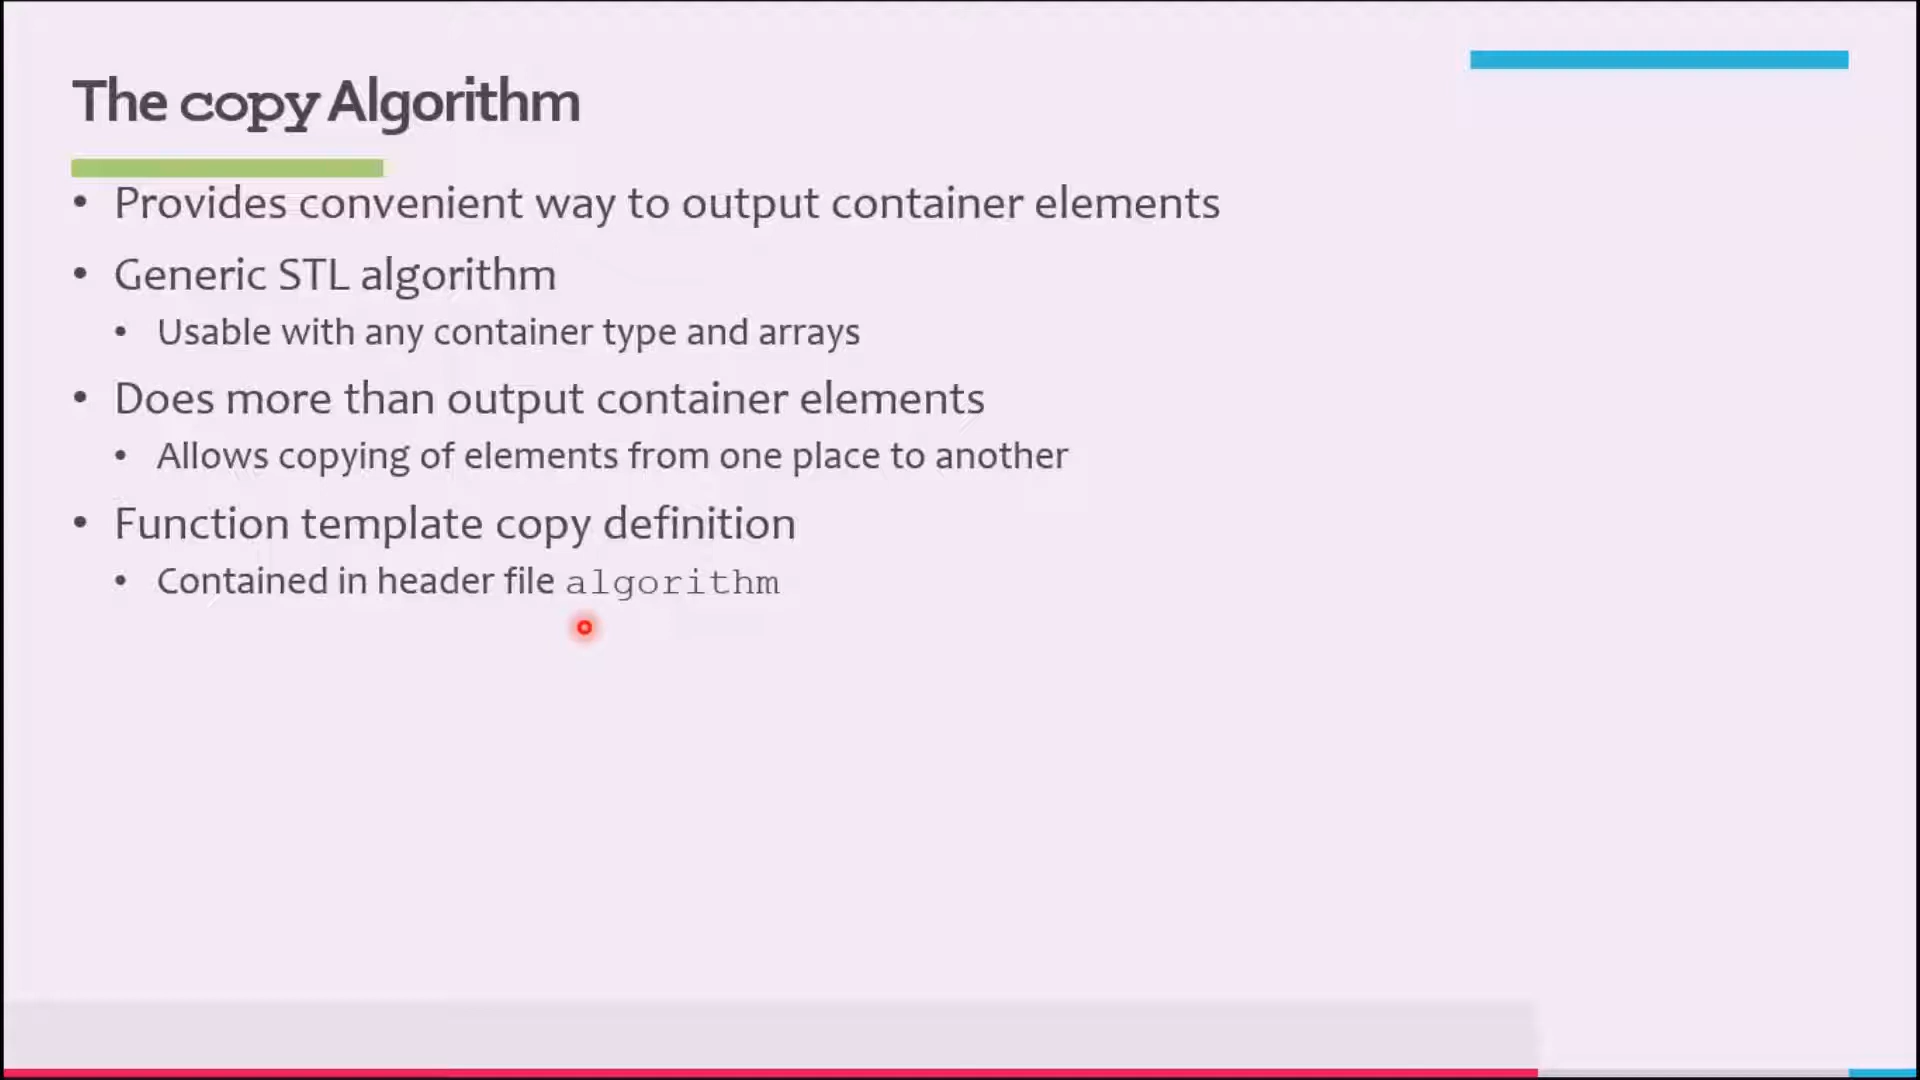 The copy Algorithm
• Provides convenient way to output container elements
• Generic STL algorithm
• Usable with any container type and arrays
• Does more than output container elements
• Allows copying of elements from one place to another
• Function template copy definition
• Contained in header file algorithm